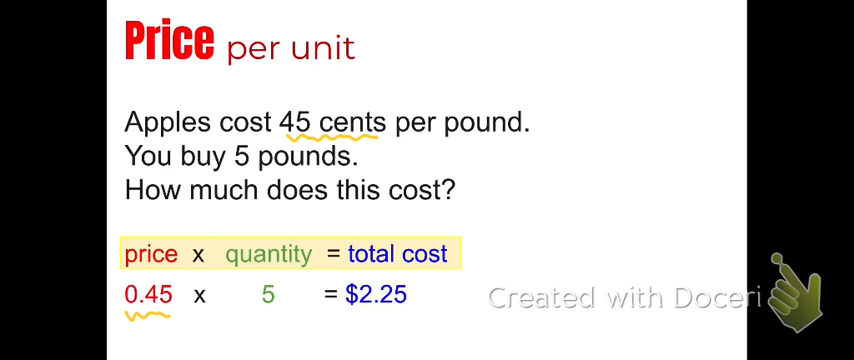 Price per unit
Apples cost 45 cents per pound.
You buy 5 pounds.
How much does this cost?
price x quantity = total cost
0.45 x 5 = $2.25
Created with Doceri